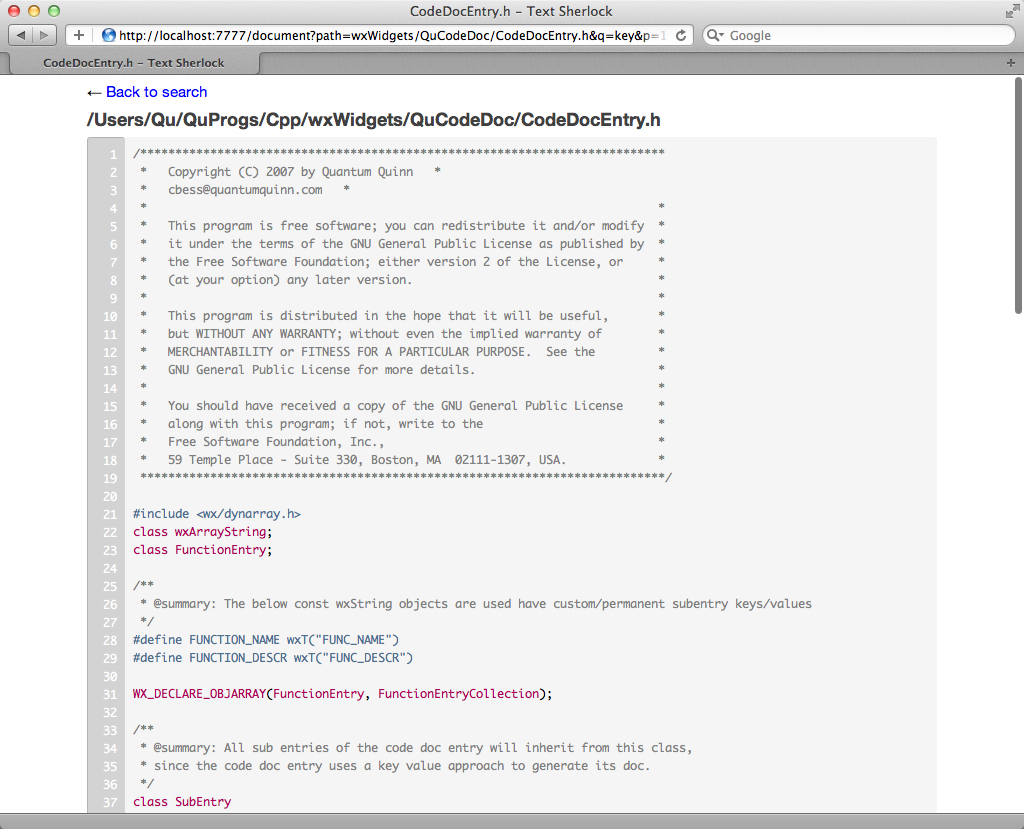 CodeDocEntry.h – Text Sherlock
http://localhost:7777/document?path=wxWidgets/QuCodeDoc/CodeDocEntry.h&q=key&p=1
Google
CodeDocEntry.h – Text Sherlock
← Back to search
/Users/Qu/QuProgs/Cpp/wxWidgets/QuCodeDoc/CodeDocEntry.h
1 /***************************************************************************
2 *   Copyright (C) 2007 by Quantum Quinn   *
3 *   cbess@quantumquinn.com   *
4 *                                                                         *
5 *   This program is free software; you can redistribute it and/or modify  *
6 *   it under the terms of the GNU General Public License as published by  *
7 *   the Free Software Foundation; either version 2 of the License, or     *
8 *   (at your option) any later version.                                   *
9 *                                                                         *
10 *   This program is distributed in the hope that it will be useful,       *
11 *   but WITHOUT ANY WARRANTY; without even the implied warranty of        *
12 *   MERCHANTABILITY or FITNESS FOR A PARTICULAR PURPOSE.  See the         *
13 *   GNU General Public License for more details.                          *
14 *                                                                         *
15 *   You should have received a copy of the GNU General Public License     *
16 *   along with this program; if not, write to the                         *
17 *   Free Software Foundation, Inc.,                                       *
18 *   59 Temple Place - Suite 330, Boston, MA  02111-1307, USA.             *
19 ***************************************************************************/
20
21 #include <wx/dynarray.h>
22 class wxArrayString;
23 class FunctionEntry;
24
25 /**
26 * @summary: The below const wxString objects are used have custom/permanent subentry keys/values
27 */
28 #define FUNCTION_NAME wxT("FUNC_NAME")
29 #define FUNCTION_DESCR wxT("FUNC_DESCR")
30
31 WX_DECLARE_OBJARRAY(FunctionEntry, FunctionEntryCollection);
32
33 /**
34 * @summary: All sub entries of the code doc entry will inherit from this class,
35 * since the code doc entry uses a key value approach to generate its doc.
36 */
37 class SubEntry